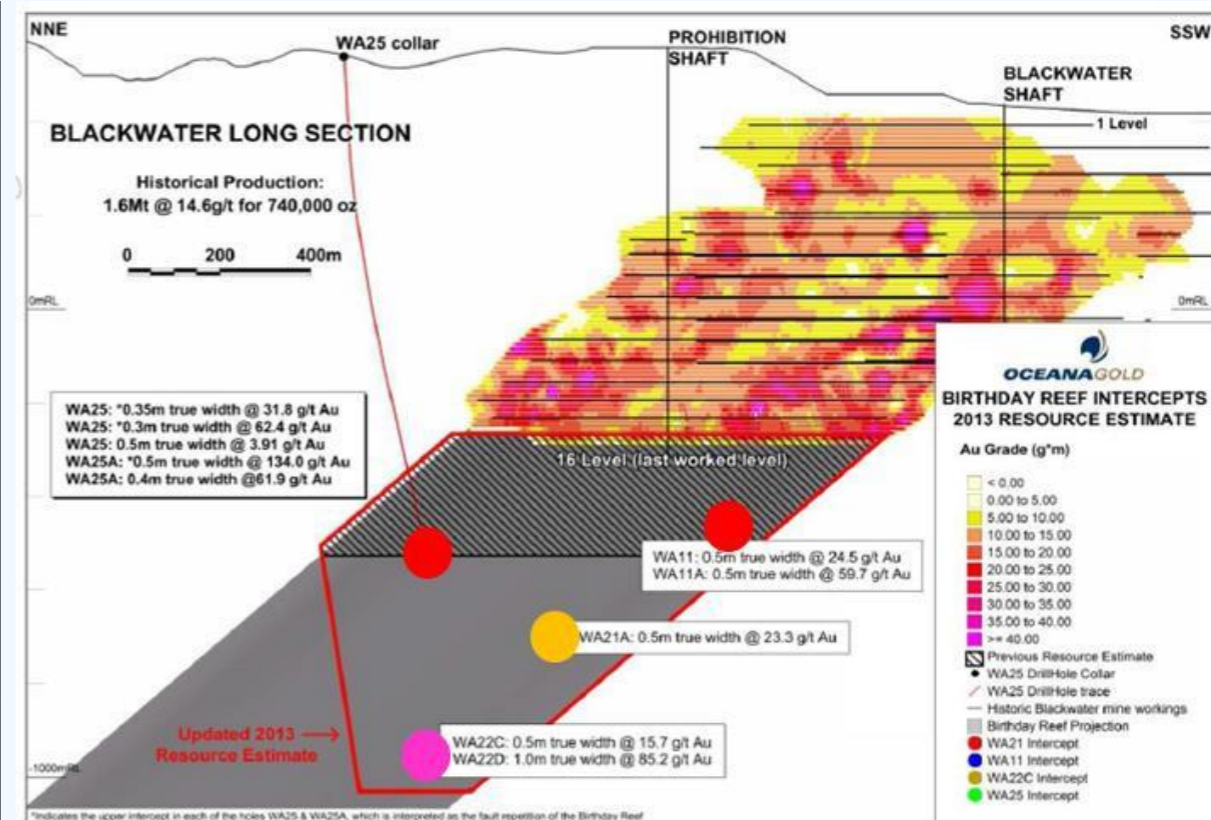 NNE
WA25 collar
PROHIBITION
SHAFT
SSW
BLACKWATER
SHAFT
1 Level
BLACKWATER LONG SECTION
Historical Production:
1.6Mt @ 14.6g/t for 740,000 oz
0 200 400m
0mRL
0mRL
WA25: *0.35m true width @ 31.8 g/t Au
WA25: *0.3m true width @ 62.4 g/t Au
WA25: 0.5m true width @ 3.91 g/t Au
WA25A: *0.5m true width @ 134.0 g/t Au
WA25A: 0.4m true width @61.9 g/t Au
16 Level (last worked level)
WA11: 0.5m true width @ 24.5 g/t Au
WA11A: 0.5m true width @ 59.7 g/t Au
WA21A: 0.5m true width @ 23.3 g/t Au
Updated 2013
Resource Estimate
WA22C: 0.5m true width @ 15.7 g/t Au
WA22D: 1.0m true width @ 85.2 g/t Au
-1000mRL
*Indicates the upper intercept in each of the holes WA25 & WA25A, which is interpreted as the fault repetition of the Birthday Reef
OCEANAGOLD
BIRTHDAY REEF INTERCEPTS
2013 RESOURCE ESTIMATE
Au Grade (g*m)
< 0.00
0.00 to 5.00
5.00 to 10.00
10.00 to 15.00
15.00 to 20.00
20.00 to 25.00
25.00 to 30.00
30.00 to 35.00
35.00 to 40.00
>= 40.00
Previous Resource Estimate
WA25 DrillHole Collar
WA25 DrillHole trace
Historic Blackwater mine workings
Birthday Reef Projection
WA21 Intercept
WA11 Intercept
WA22C Intercept
WA25 Intercept